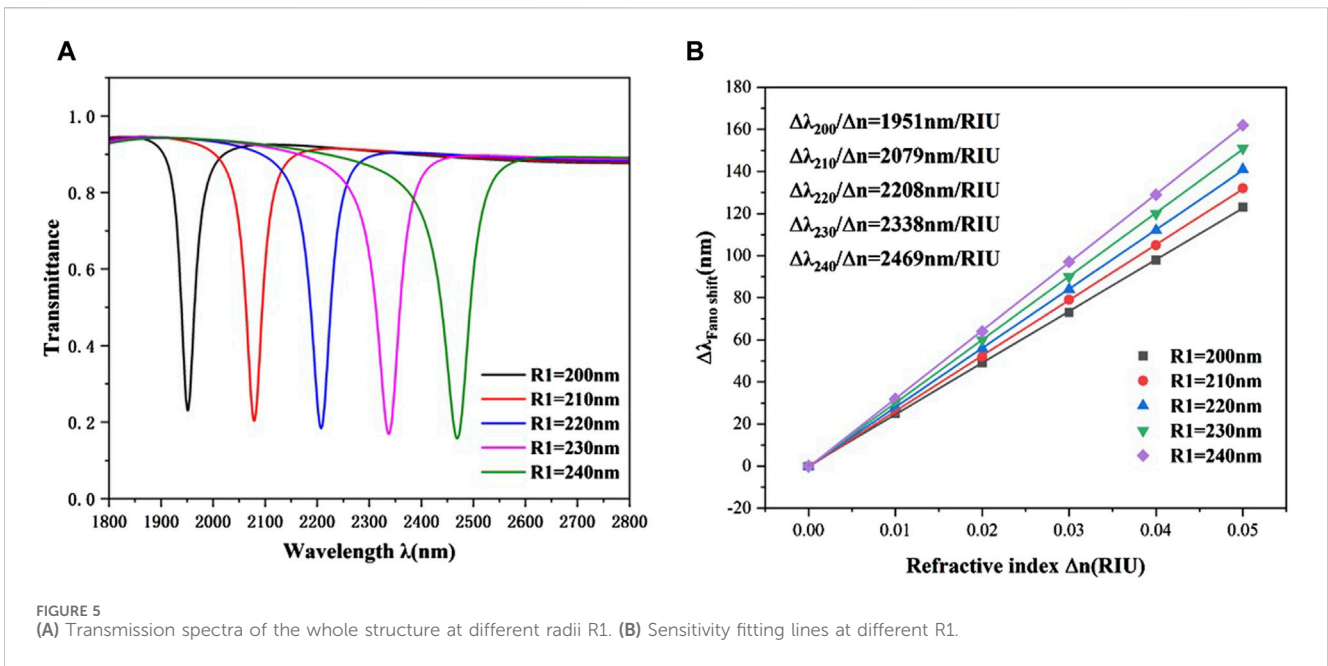 A
Transmittance
1.0
0.8
0.6
0.4
0.2
0.0
R1=200nm
R1=210nm
R1=220nm
R1=230nm
R1=240nm
1800 1900 2000 2100 2200 2300 2400 2500 2600 2700 2800
Wavelength λ(nm)
B
Δλ_Fano shift(nm)
180
160
140
120
100
80
60
40
20
0
-20
Δλ₂₀₀/Δn=1951nm/RIU
Δλ₂₁₀/Δn=2079nm/RIU
Δλ₂₂₀/Δn=2208nm/RIU
Δλ₂₃₀/Δn=2338nm/RIU
Δλ₂₄₀/Δn=2469nm/RIU
R1=200nm
R1=210nm
R1=220nm
R1=230nm
R1=240nm
0.00 0.01 0.02 0.03 0.04 0.05
Refractive index Δn(RIU)
FIGURE 5
(A) Transmission spectra of the whole structure at different radii R1. (B) Sensitivity fitting lines at different R1.